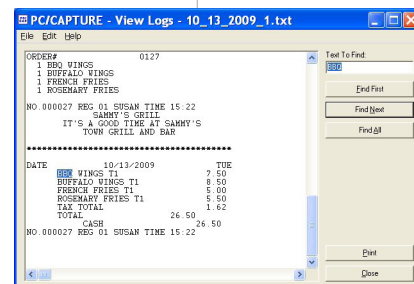 PC/CAPTURE - View Logs - 10_13_2009_1.txt
File Edit Help
ORDER# 0127
1 BBQ WINGS
1 BUFFALO WINGS
1 FRENCH FRIES
1 ROSEMARY FRIES
NO.000027 REG 01 SUSAN TIME 15:22
SAMMY'S GRILL
IT'S A GOOD TIME AT SAMMY'S
TOWN GRILL AND BAR
****************************************
DATE 10/13/2009 TUE
BBQ WINGS T1 7.50
BUFFALO WINGS T1 8.50
FRENCH FRIES T1 5.00
ROSEMARY FRIES T1 5.50
TAX TOTAL 1.62
TOTAL 26.50
CASH 26.50
NO.000027 REG 01 SUSAN TIME 15:22
Text To Find:
BBQ
Find First
Find Next
Find All
Print
Close